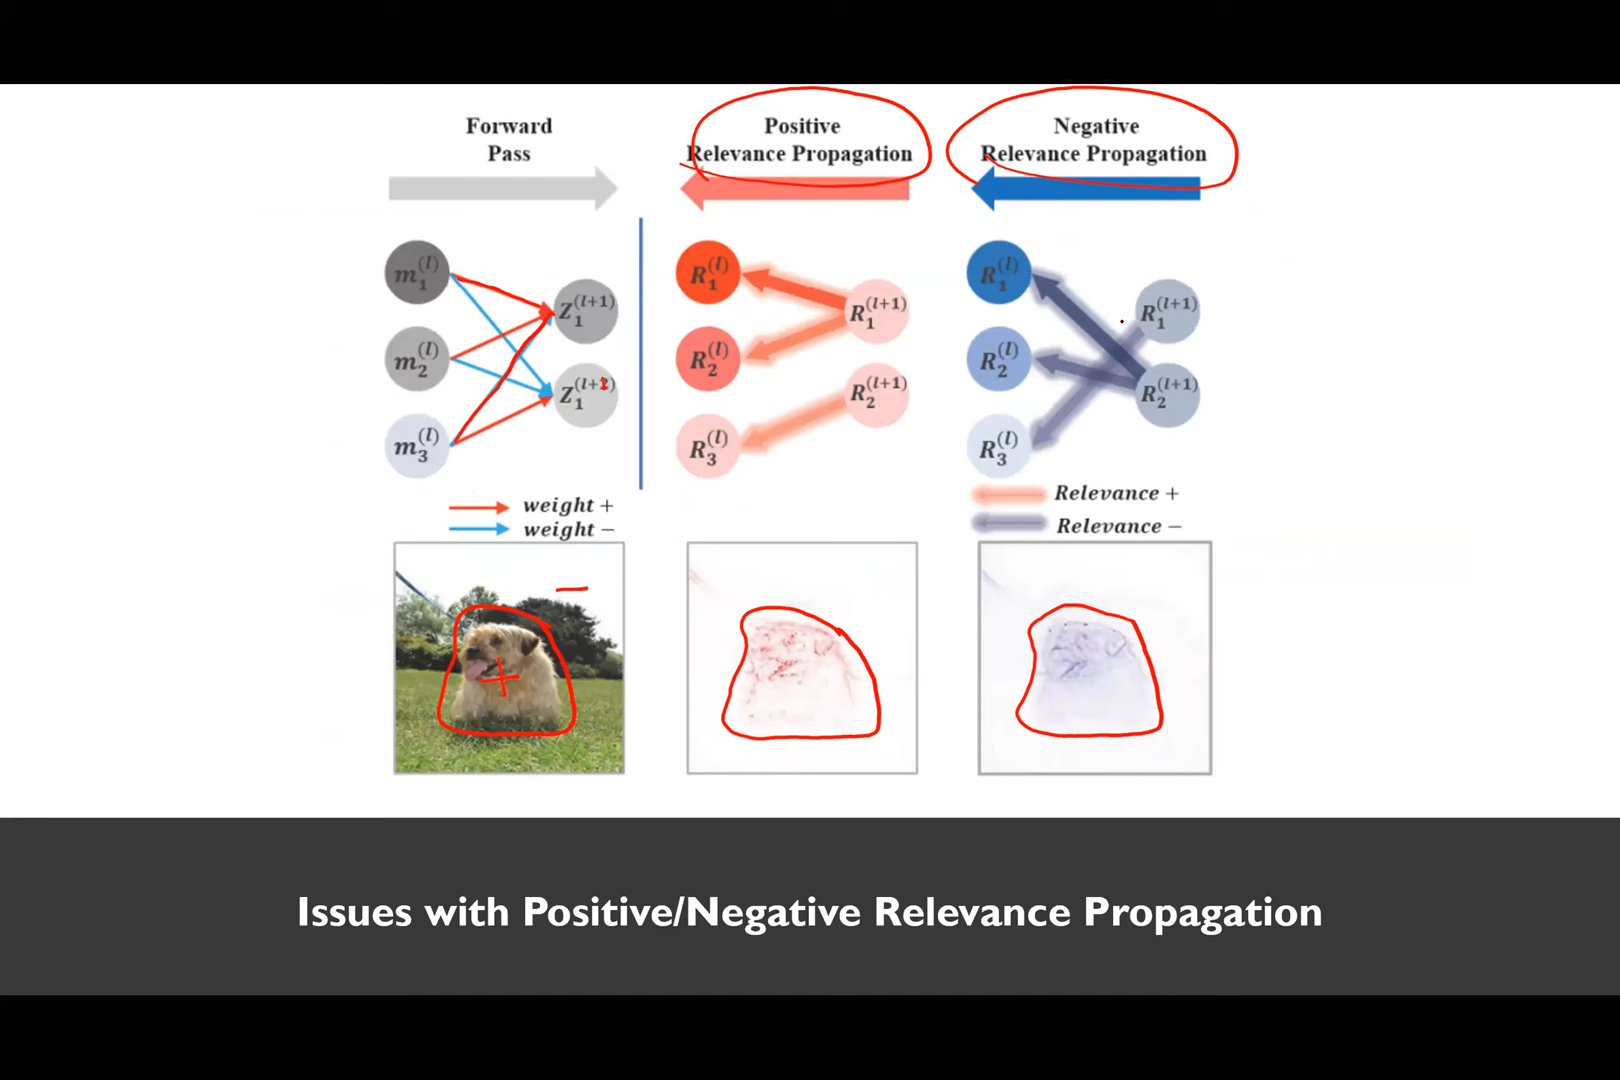 Forward
Pass
Positive
Relevance Propagation
Negative
Relevance Propagation
m₁⁽ˡ⁾
m₂⁽ˡ⁾
m₃⁽ˡ⁾
Z₁⁽ˡ⁺¹⁾
Z₁⁽ˡ⁺¹⁾
R₁⁽ˡ⁾
R₂⁽ˡ⁾
R₃⁽ˡ⁾
R₁⁽ˡ⁺¹⁾
R₂⁽ˡ⁺¹⁾
R₁⁽ˡ⁾
R₂⁽ˡ⁾
R₃⁽ˡ⁾
R₁⁽ˡ⁺¹⁾
R₂⁽ˡ⁺¹⁾
weight +
weight −
Relevance +
Relevance −
+
−
Issues with Positive/Negative Relevance Propagation